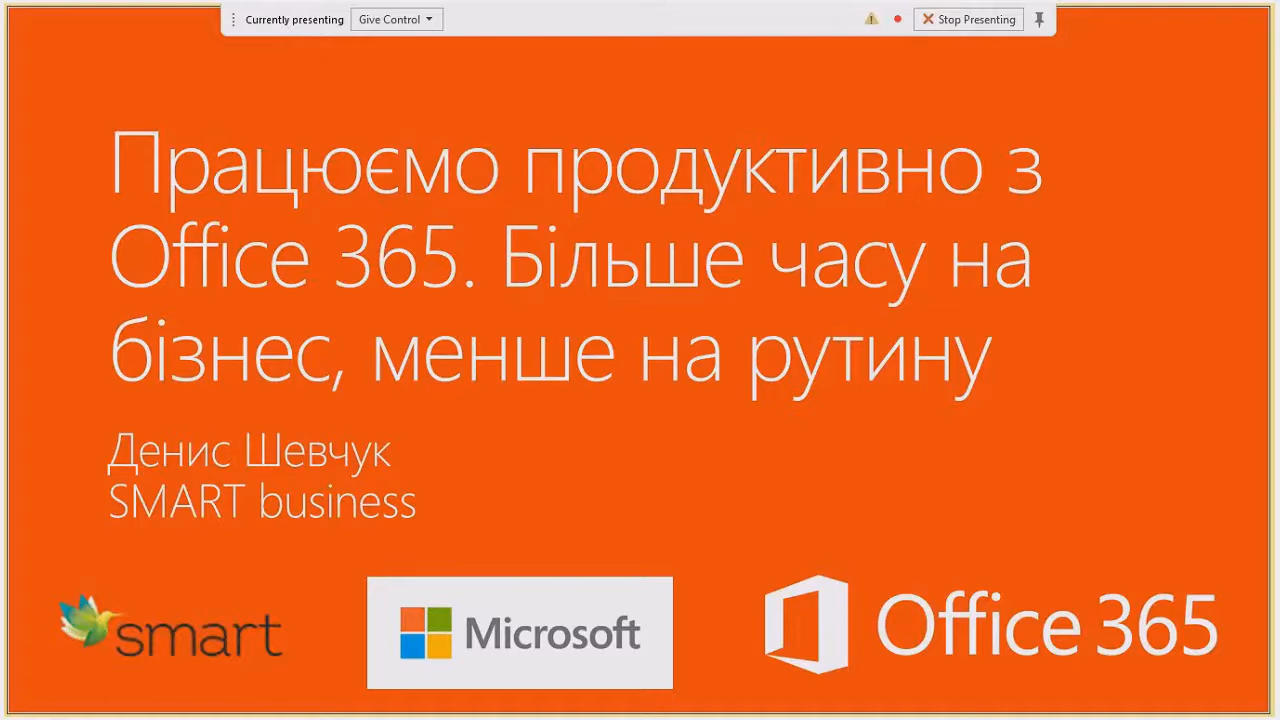 Currently presenting Give Control Stop Presenting
Працюємо продуктивно з
Office 365. Більше часу на
бізнес, менше на рутину
Денис Шевчук
SMART business
smart Microsoft Office 365